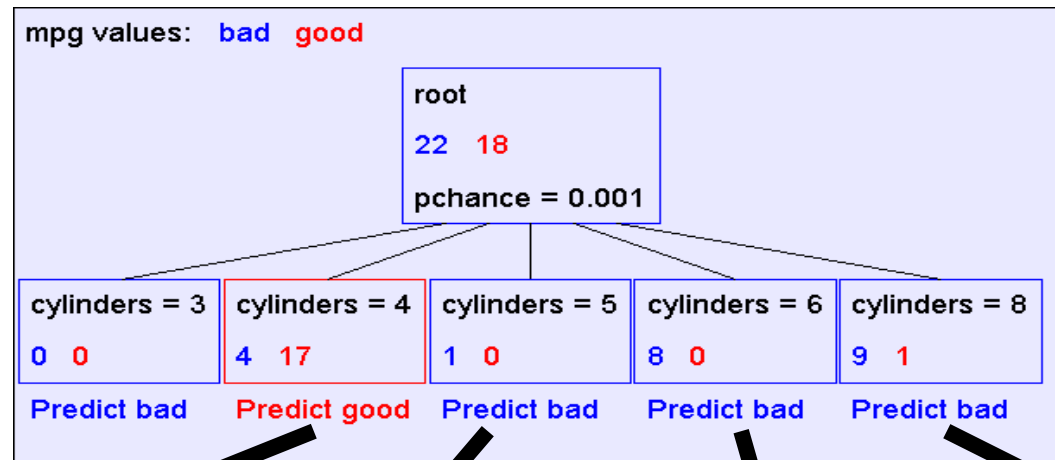 mpg values: bad good
root
22 18
pchance = 0.001
cylinders = 3 cylinders = 4 cylinders = 5 cylinders = 6 cylinders = 8
0 0 4 17 1 0 8 0 9 1
Predict bad Predict good Predict bad Predict bad Predict bad